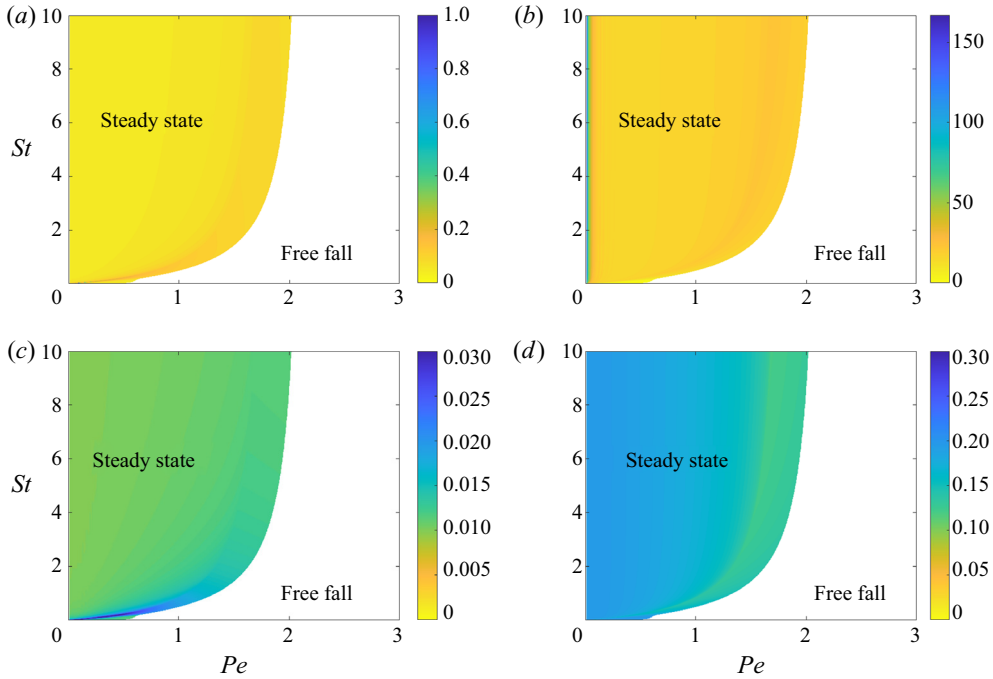 (a)
10
8
6
4
2
0
St
Steady state
Free fall
0 1 2 3
1.0
0.8
0.6
0.4
0.2
0
(b)
10
8
6
4
2
0
Steady state
Free fall
0 1 2 3
150
100
50
0
(c)
10
8
6
4
2
0
St
Steady state
Free fall
0 1 2 3
Pe
0.030
0.025
0.020
0.015
0.010
0.005
0
(d)
10
8
6
4
2
0
Steady state
Free fall
0 1 2 3
Pe
0.30
0.25
0.20
0.15
0.10
0.05
0